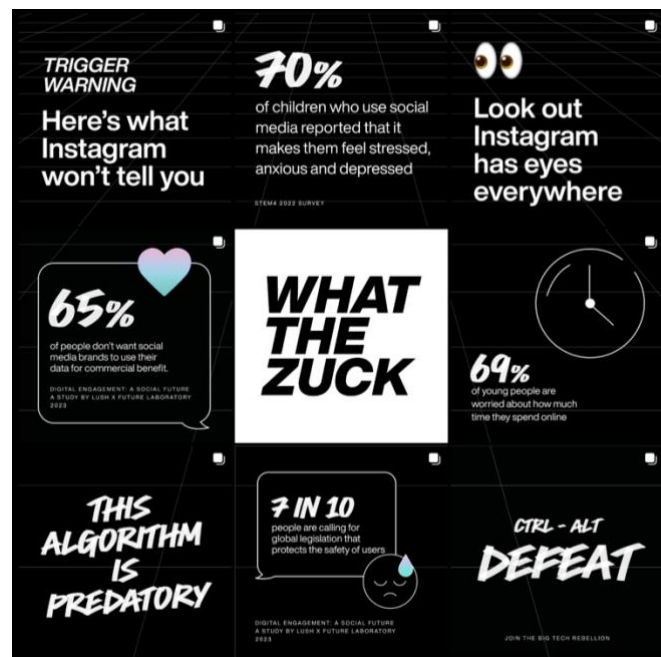 TRIGGER
WARNING
Here's what
Instagram
won't tell you
70%
of children who use social
media reported that it
makes them feel stressed,
anxious and depressed
STEM4 2022 SURVEY
Look out
Instagram
has eyes
everywhere
65%
of people don't want social
media brands to use their
data for commercial benefit.
DIGITAL ENGAGEMENT: A SOCIAL FUTURE
A STUDY BY LUSH X FUTURE LABORATORY
2023
WHAT
THE
ZUCK
69%
of young people are
worried about how much
time they spend online
THIS
ALGORITHM
IS
PREDATORY
7 IN 10
people are calling for
global legislation that
protects the safety of users
DIGITAL ENGAGEMENT: A SOCIAL FUTURE
A STUDY BY LUSH X FUTURE LABORATORY
2023
CTRL - ALT
DEFEAT
JOIN THE BIG TECH REBELLION